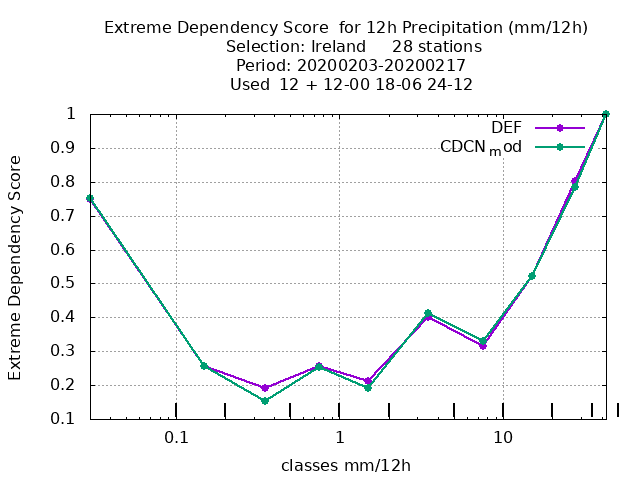 Extreme Dependency Score  for 12h Precipitation (mm/12h)
Selection: Ireland     28 stations
Period: 20200203-20200217
Used  12 + 12-00 18-06 24-12
DEF
CDCN_mod
Extreme Dependency Score
1
0.9
0.8
0.7
0.6
0.5
0.4
0.3
0.2
0.1
0.1 1 10
classes mm/12h